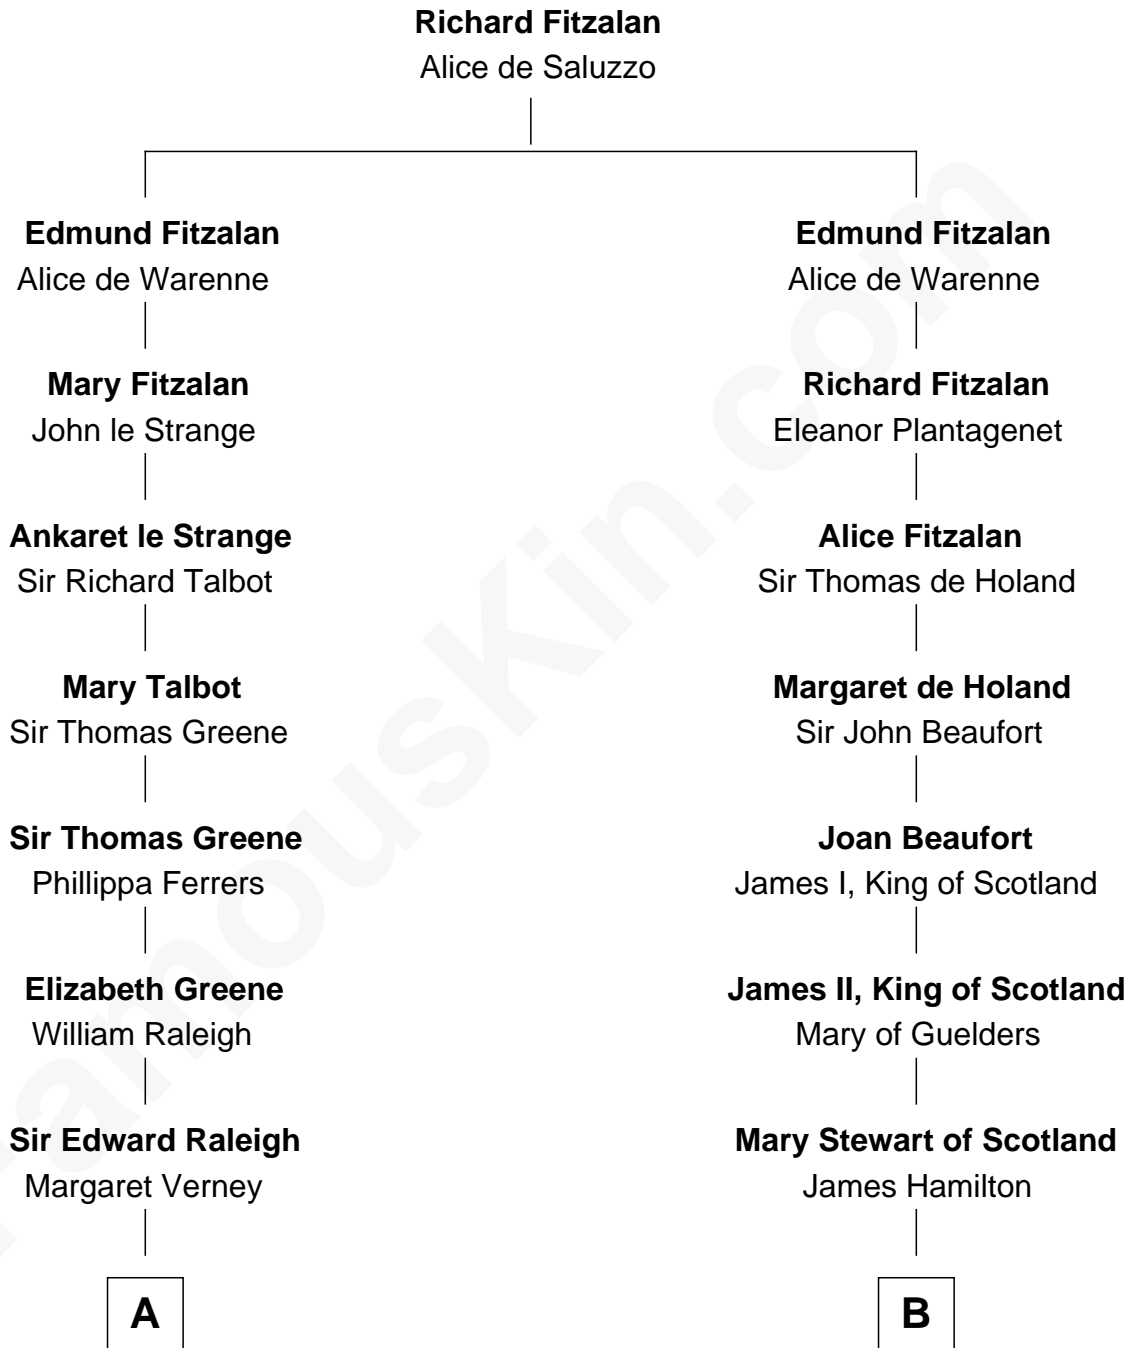 Richard Fitzalan
Alice de Saluzzo
Edmund Fitzalan
Alice de Warenne
Mary Fitzalan
John le Strange
Ankaret le Strange
Sir Richard Talbot
Mary Talbot
Sir Thomas Greene
Sir Thomas Greene
Phillippa Ferrers
Elizabeth Greene
William Raleigh
Sir Edward Raleigh
Margaret Verney
A
Edmund Fitzalan
Alice de Warenne
Richard Fitzalan
Eleanor Plantagenet
Alice Fitzalan
Sir Thomas de Holand
Margaret de Holand
Sir John Beaufort
Joan Beaufort
James I, King of Scotland
James II, King of Scotland
Mary of Guelders
Mary Stewart of Scotland
James Hamilton
B
FamousKin.com